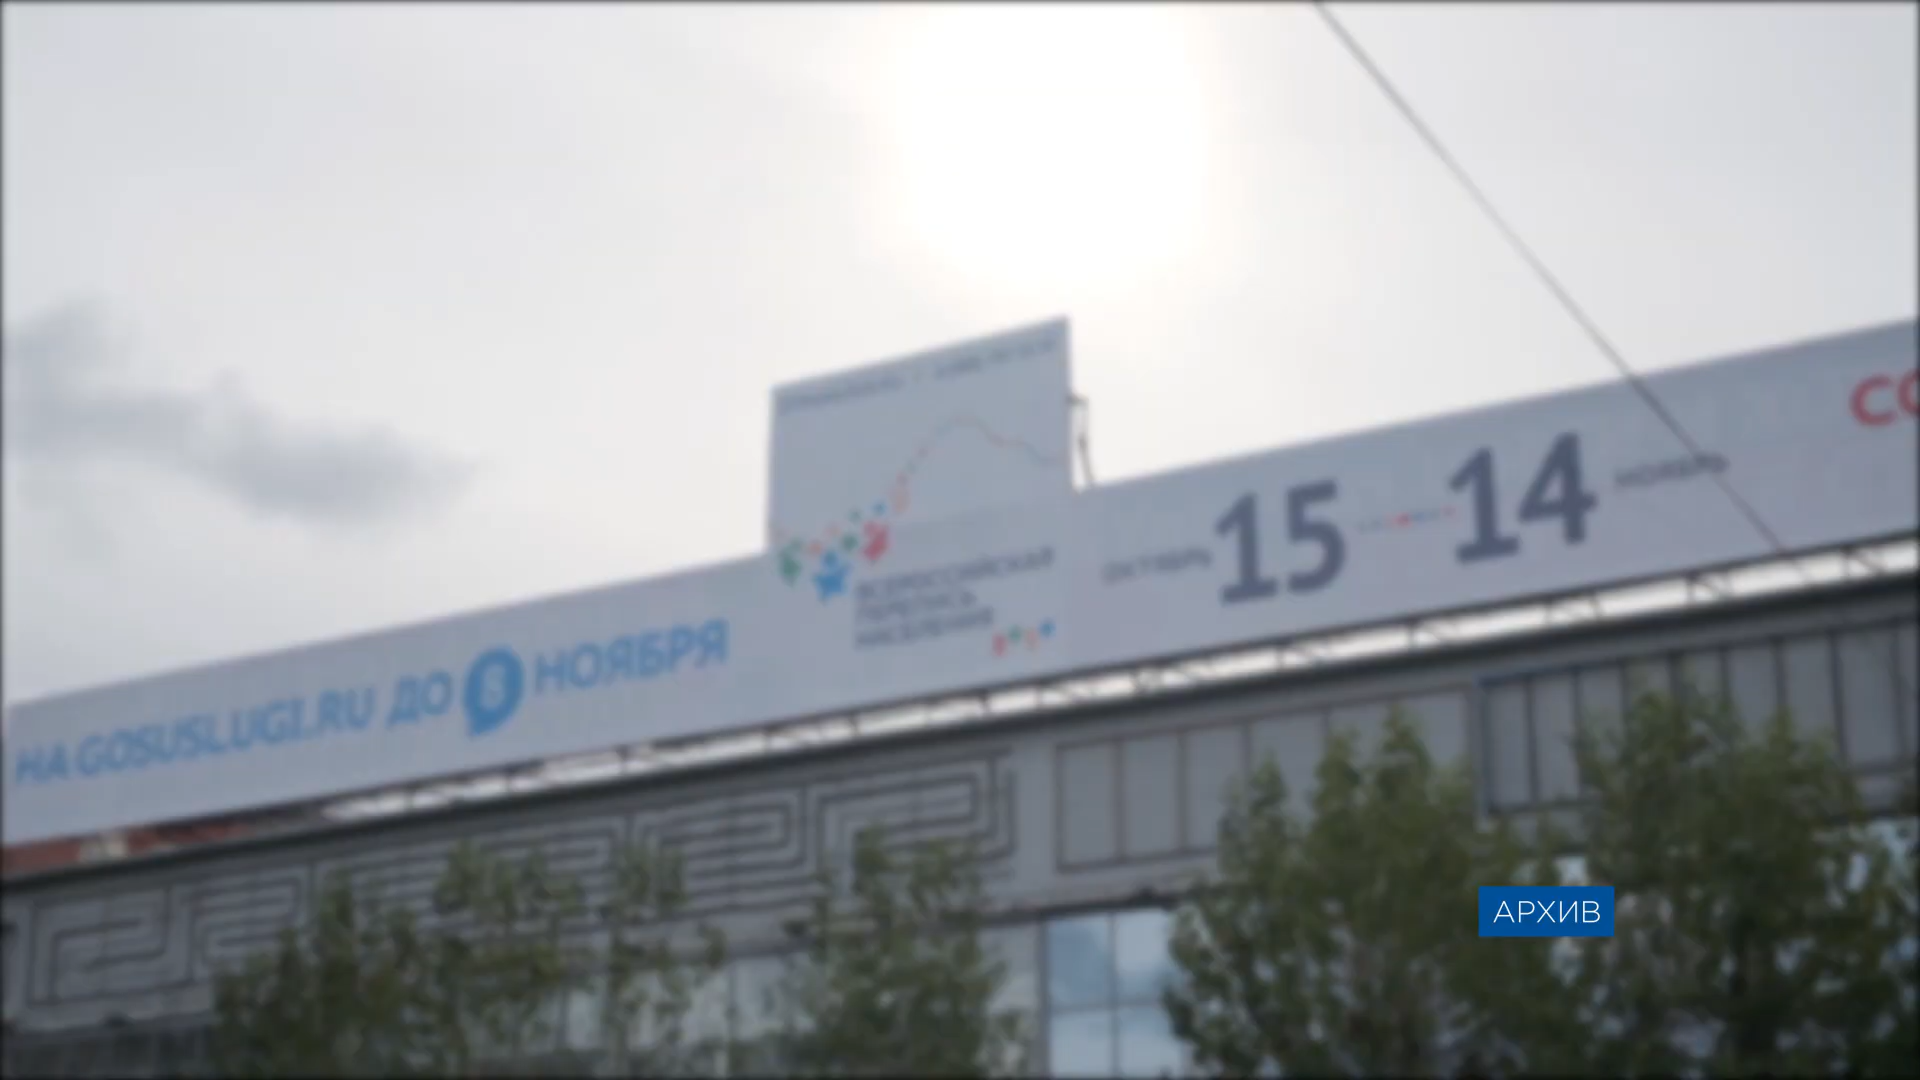 НА GOSUSLUGI.RU ДО 8 НОЯБРЯ
ВСЕРОССИЙСКАЯ
ПЕРЕПИСЬ
НАСЕЛЕНИЯ
ОКТЯБРЬ 15 14 НОЯБРЬ
АРХИВ